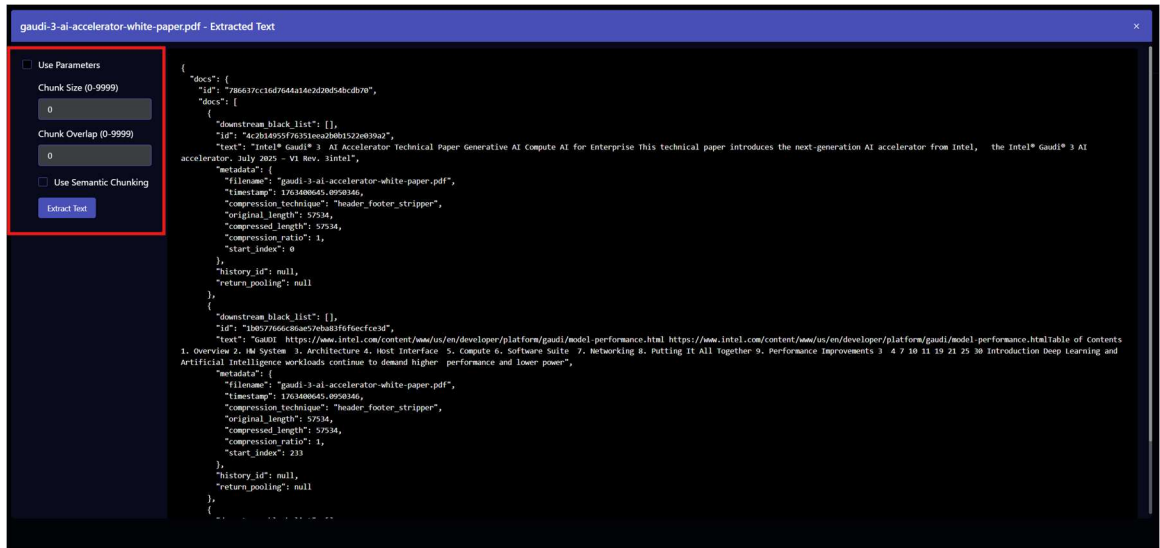 gaudi-3-ai-accelerator-white-paper.pdf - Extracted Text
×
Use Parameters
Chunk Size (0-9999)
0
Chunk Overlap (0-9999)
0
Use Semantic Chunking
Extract Text
{
"docs": {
"id": "786637cc16d7644a14e2d20d54bcdb70",
"docs": [
{
"downstream_black_list": [],
"id": "4c2b14955f76351eea2b0b1522e039a2",
"text": "Intel® Gaudi® 3  AI Accelerator Technical Paper Generative AI Compute AI for Enterprise This technical paper introduces the next-generation AI accelerator from Intel,   the Intel® Gaudi® 3 AI
accelerator. July 2025 – V1 Rev. 3intel",
"metadata": {
"filename": "gaudi-3-ai-accelerator-white-paper.pdf",
"timestamp": 1763400645.0950346,
"compression_technique": "header_footer_stripper",
"original_length": 57534,
"compressed_length": 57534,
"compression_ratio": 1,
"start_index": 0
},
"history_id": null,
"return_pooling": null
},
{
"downstream_black_list": [],
"id": "1b0577666c86ae57eba83f6f6ecfce3d",
"text": "GaUDI  https://www.intel.com/content/www/us/en/developer/platform/gaudi/model-performance.html https://www.intel.com/content/www/us/en/developer/platform/gaudi/model-performance.htmlTable of Contents
1. Overview 2. HW System  3. Architecture 4. Host Interface  5. Compute 6. Software Suite  7. Networking 8. Putting It All Together 9. Performance Improvements 3  4 7 10 11 19 21 25 30 Introduction Deep Learning and
Artificial Intelligence workloads continue to demand higher  performance and lower power",
"metadata": {
"filename": "gaudi-3-ai-accelerator-white-paper.pdf",
"timestamp": 1763400645.0950346,
"compression_technique": "header_footer_stripper",
"original_length": 57534,
"compressed_length": 57534,
"compression_ratio": 1,
"start_index": 233
},
"history_id": null,
"return_pooling": null
},
{